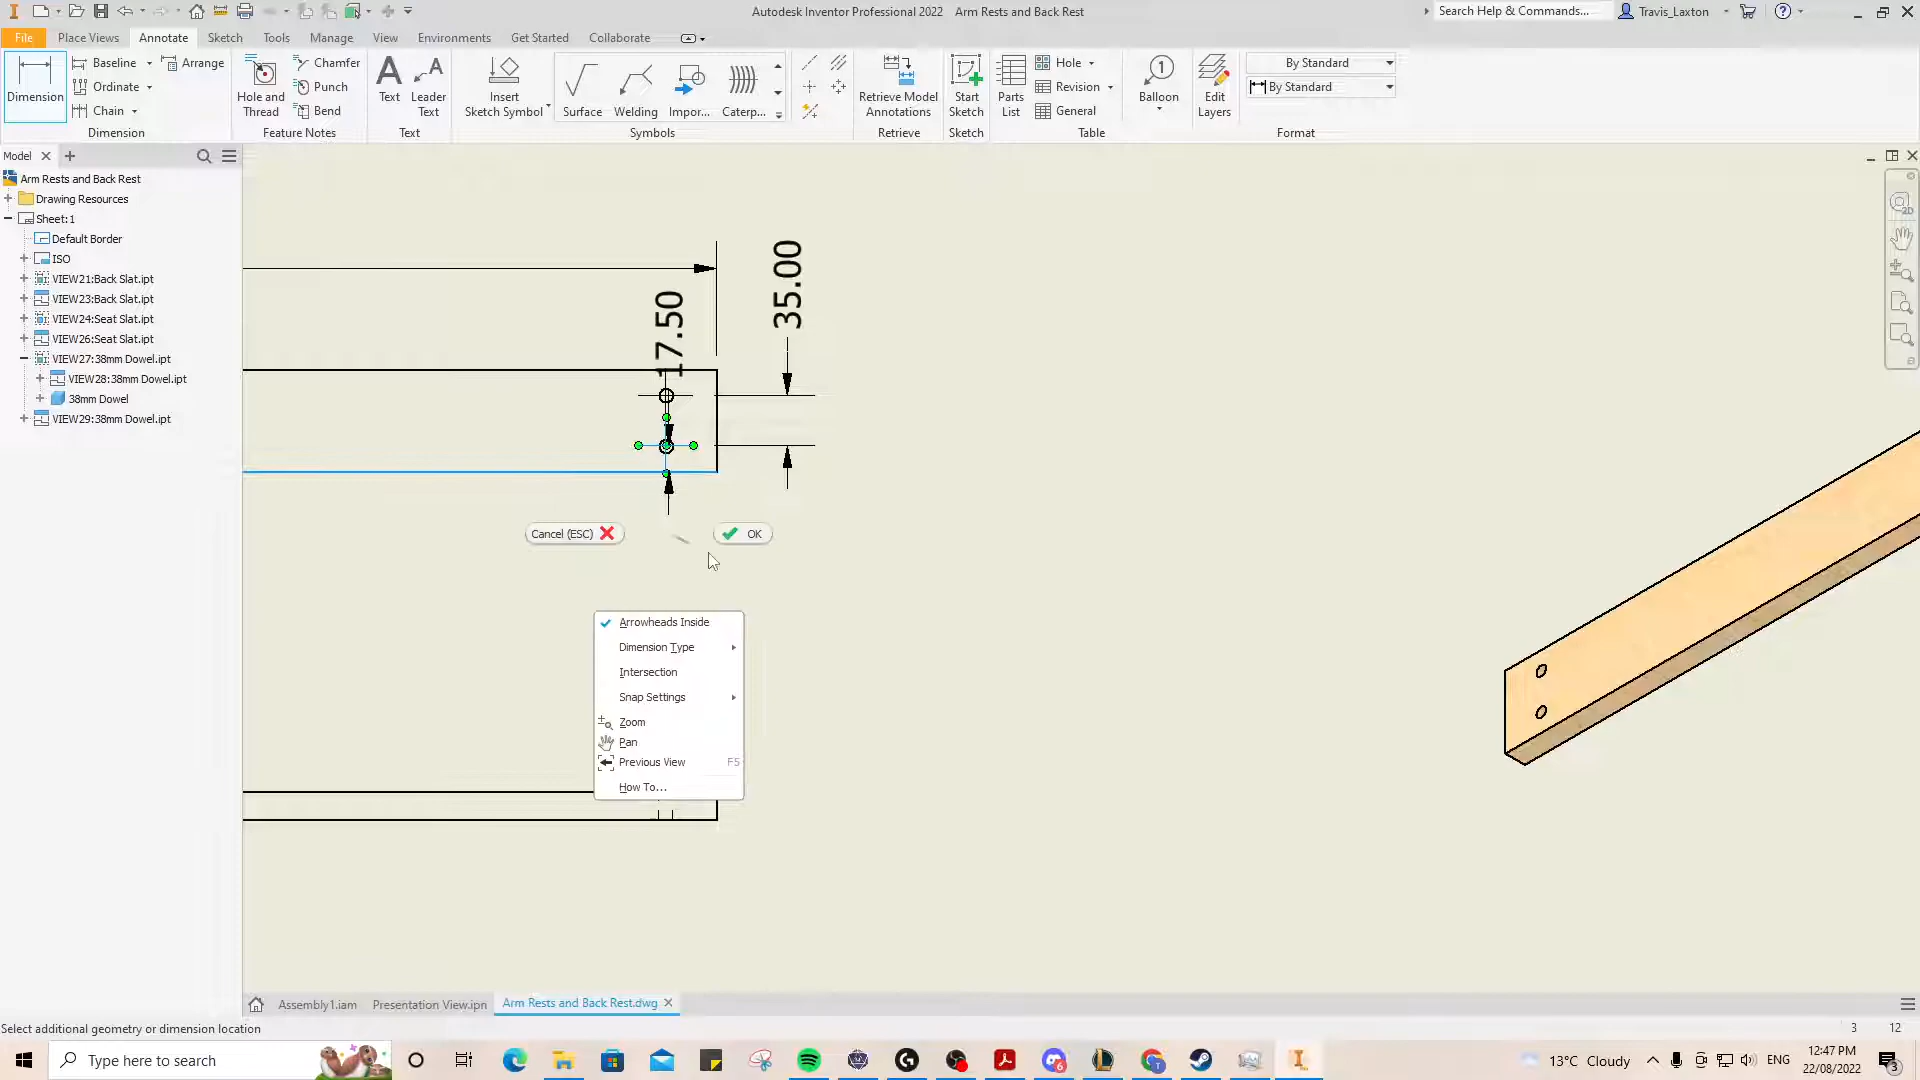 Autodesk Inventor Professional 2022 Arm Rests and Back Rest
Search Help & Commands...
Travis_Laxton
File
Place Views
Annotate
Sketch
Tools
Manage
View
Environments
Get Started
Collaborate
Dimension
Baseline
Ordinate
Chain
Arrange
Dimension
Hole and
Thread
Chamfer
Punch
Bend
Feature Notes
Text
Leader
Text
Text
Insert
Sketch Symbol
Surface
Welding
Impor...
Caterp...
Symbols
Retrieve Model
Annotations
Retrieve
Start
Sketch
Sketch
Parts
List
Hole
Revision
General
Table
Balloon
Edit
Layers
By Standard
By Standard
Format
Model
Arm Rests and Back Rest
Drawing Resources
Sheet:1
Default Border
ISO
VIEW21:Back Slat.ipt
VIEW23:Back Slat.ipt
VIEW24:Seat Slat.ipt
VIEW26:Seat Slat.ipt
VIEW27:38mm Dowel.ipt
VIEW28:38mm Dowel.ipt
38mm Dowel
VIEW29:38mm Dowel.ipt
17.50
35.00
Cancel (ESC)
OK
Arrowheads Inside
Dimension Type
Intersection
Snap Settings
Zoom
Pan
Previous View F5
How To...
2D
Assembly1.iam
Presentation View.ipn
Arm Rests and Back Rest.dwg
Select additional geometry or dimension location
3 12
Type here to search
13°C Cloudy
ENG
12:47 PM
22/08/2022
3